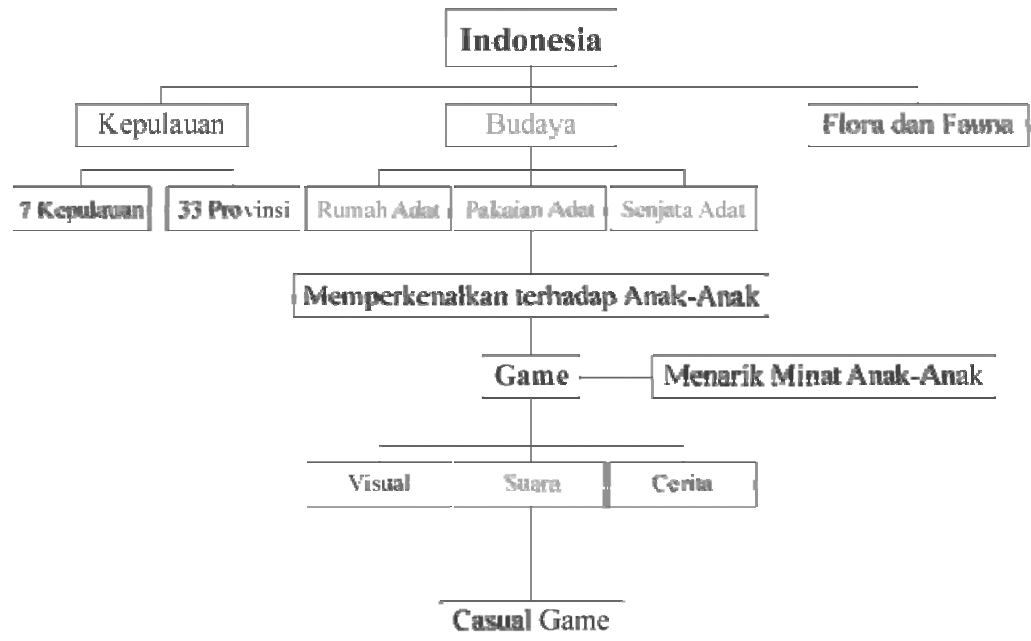 Indonesia
Kepulauan
Budaya
Flora dan Fauna
7 Kepulauan
33 Provinsi
Rumah Adat
Pakaian Adat
Senjata Adat
Memperkenalkan terhadap Anak-Anak
Game
Menarik Minat Anak-Anak
Visual
Suara
Cerita
Casual Game